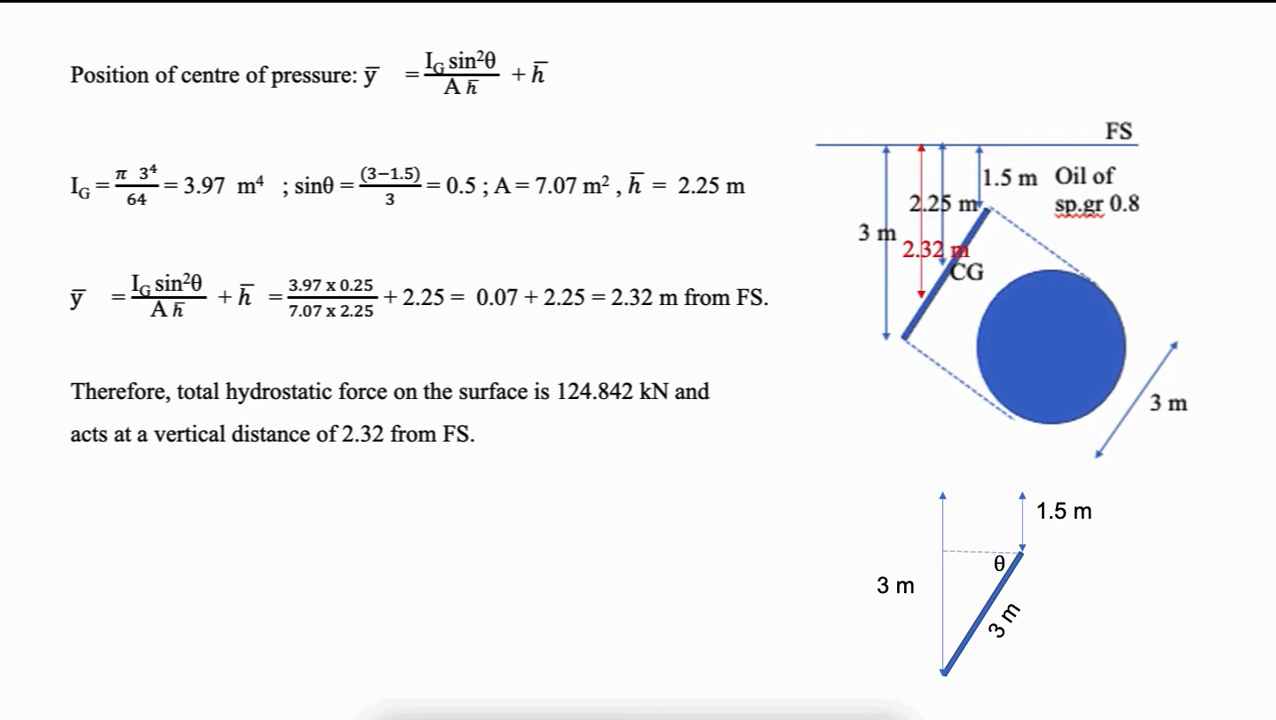 Position of centre of pressure: ȳ = I_G sin²θ / A h̄ + h̄
I_G = π 3⁴ / 64 = 3.97 m⁴ ; sinθ = (3−1.5) / 3 = 0.5 ; A = 7.07 m² , h̄ = 2.25 m
ȳ = I_G sin²θ / A h̄ + h̄ = 3.97 x 0.25 / 7.07 x 2.25 + 2.25 = 0.07 + 2.25 = 2.32 m from FS.
Therefore, total hydrostatic force on the surface is 124.842 kN and
acts at a vertical distance of 2.32 from FS.
FS
1.5 m
Oil of
sp.gr 0.8
2.25 m
3 m
2.32 m
CG
3 m
1.5 m
θ
3 m
3 m